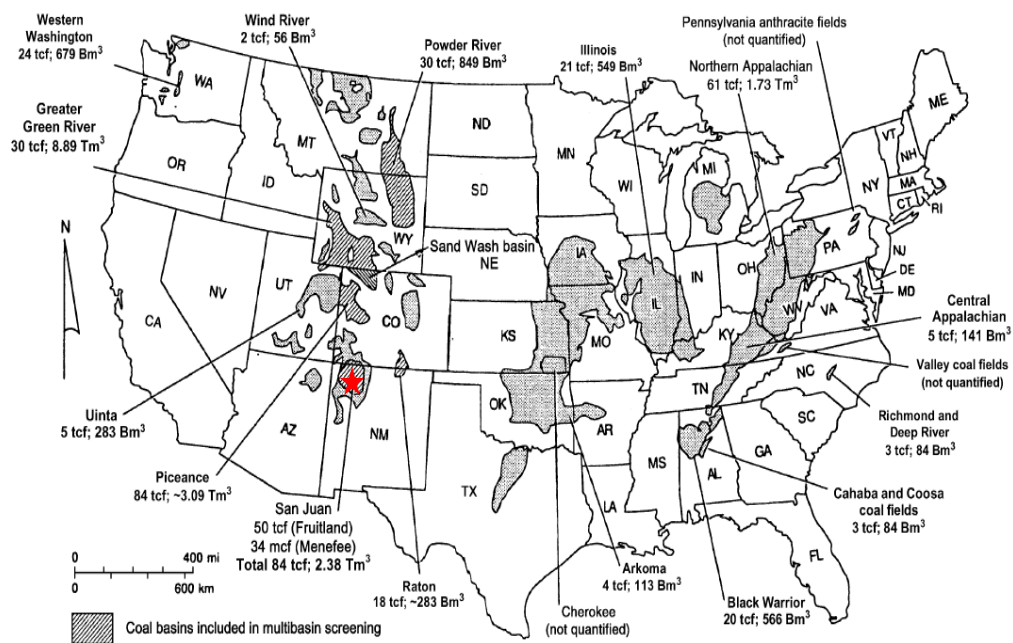 Western
Washington
24 tcf; 679 Bm³
Wind River
2 tcf; 56 Bm³
Powder River
30 tcf; 849 Bm³
Illinois
21 tcf; 549 Bm³
Pennsylvania anthracite fields
(not quantified)
Northern Appalachian
61 tcf; 1.73 Tm³
Greater
Green River
30 tcf; 8.89 Tm³
WA
OR
ID
MT
ND
SD
MN
WI
MI
NY
VT
NH
ME
MA
CT
RI
N
WY
Sand Wash basin
NE
IA
IL
IN
OH
PA
NJ
DE
MD
WV
VA
CA
NV
UT
CO
KS
MO
KY
Central
Appalachian
5 tcf; 141 Bm³
Valley coal fields
(not quantified)
Uinta
5 tcf; 283 Bm³
AZ
NM
OK
AR
TN
NC
SC
Richmond and
Deep River
3 tcf; 84 Bm³
Piceance
84 tcf; ~3.09 Tm³
TX
LA
MS
AL
GA
FL
San Juan
50 tcf (Fruitland)
34 mcf (Menefee)
Total 84 tcf; 2.38 Tm³
Cahaba and Coosa
coal fields
3 tcf; 84 Bm³
Raton
18 tcf; ~283 Bm³
Cherokee
(not quantified)
Arkoma
4 tcf; 113 Bm³
Black Warrior
20 tcf; 566 Bm³
0 400 mi
0 600 km
Coal basins included in multibasin screening